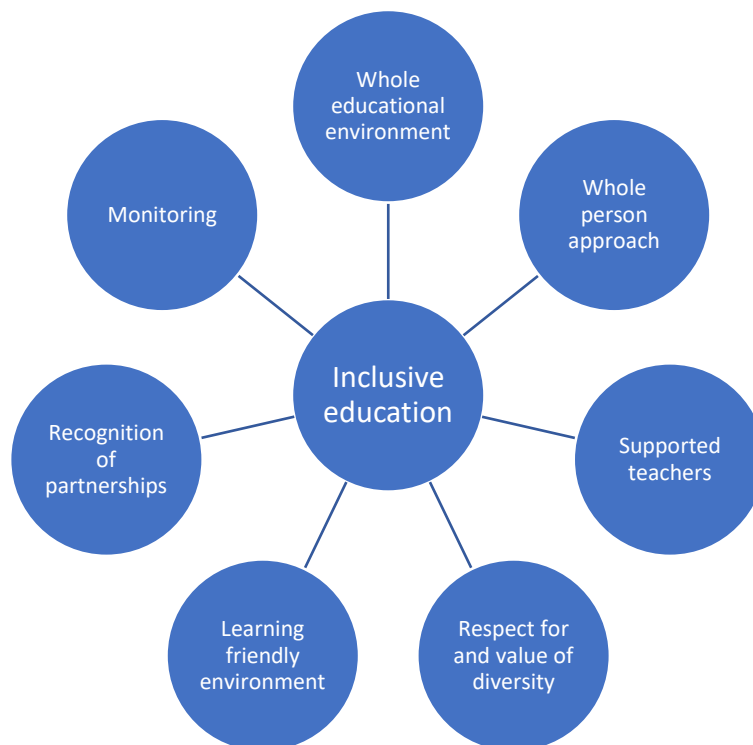 Whole
educational
environment
Whole
person
approach
Supported
teachers
Respect for
and value of
diversity
Learning
friendly
environment
Recognition
of
partnerships
Monitoring
Inclusive
education